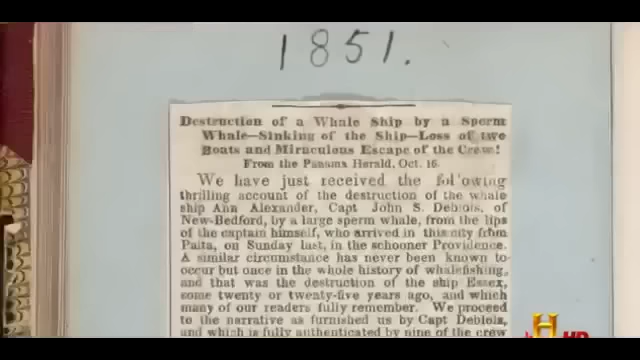 1851.
Destruction of a Whale Ship by a Sperm
Whale—Sinking of the Ship—Loss of two
Boats and Miraculous Escape of the Crew!
From the Panama Herald, Oct. 16
We have just received the following
thrilling account of the destruction of the whale
ship Ann Alexander, Capt John S. Deblois, of
New-Bedford, by a large sperm whale, from the lips
of the captain himself, who arrived in this city from
Paita, on Sunday last, in the schooner Providence.
A similar circumstance has never been known to
occur but once in the whole history of whalefishing,
and that was the destruction of the ship Essex,
some twenty or twenty-five years ago, and which
many of our readers fully remember. We proceed
to the narrative as furnished us by Capt Deblois,
and which is fully authenticated by nine of the crew
H HD